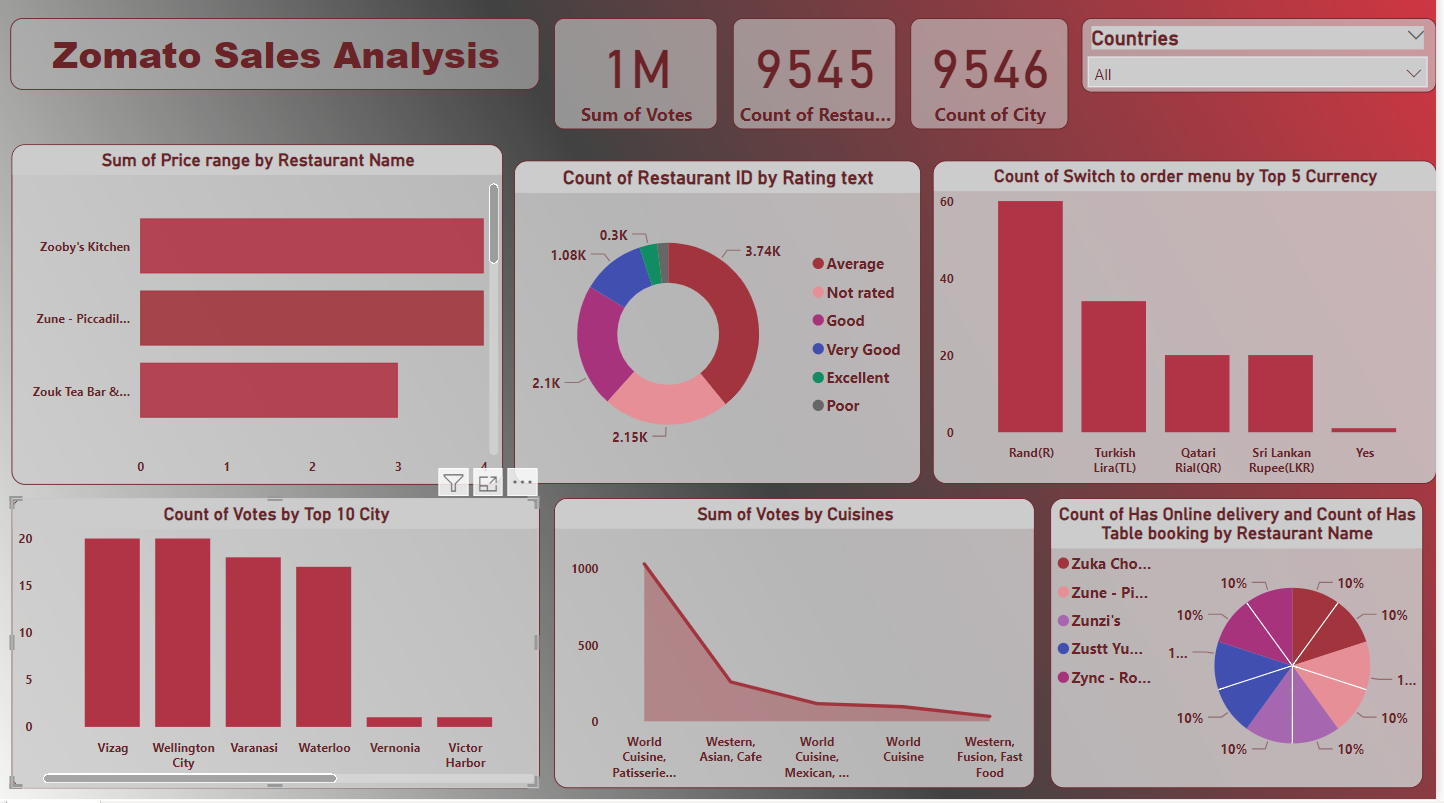 Zomato Sales Analysis
1M
Sum of Votes
9545
Count of Restau...
9546
Count of City
Countries
All
Sum of Price range by Restaurant Name
Zooby's Kitchen
Zune - Piccadil...
Zouk Tea Bar &...
0 1 2 3 4
Count of Restaurant ID by Rating text
0.3K
3.74K
1.08K
2.1K
2.15K
Average
Not rated
Good
Very Good
Excellent
Poor
Count of Switch to order menu by Top 5 Currency
60
40
20
0
Rand(R)
Turkish
Lira(TL)
Qatari
Rial(QR)
Sri Lankan
Rupee(LKR)
Yes
Count of Votes by Top 10 City
20
15
10
5
0
Vizag
Wellington
City
Varanasi
Waterloo
Vernonia
Victor
Harbor
Sum of Votes by Cuisines
1000
500
0
World
Cuisine,
Patisserie...
Western,
Asian, Cafe
World
Cuisine,
Mexican, ...
World
Cuisine
Western,
Fusion, Fast
Food
Count of Has Online delivery and Count of Has
Table booking by Restaurant Name
Zuka Cho...
Zune - Pi...
Zunzi's
Zustt Yu...
Zync - Ro...
10%
10%
10%
10%
1...
1...
10%
10%
10%
10%